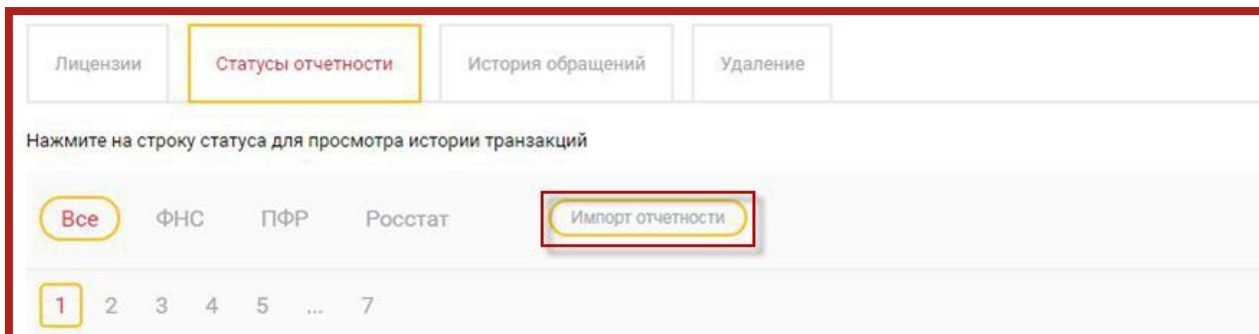 Лицензии Статусы отчетности История обращений Удаление
Нажмите на строку статуса для просмотра истории транзакций
Все ФНС ПФР Росстат Импорт отчетности
1 2 3 4 5 ... 7